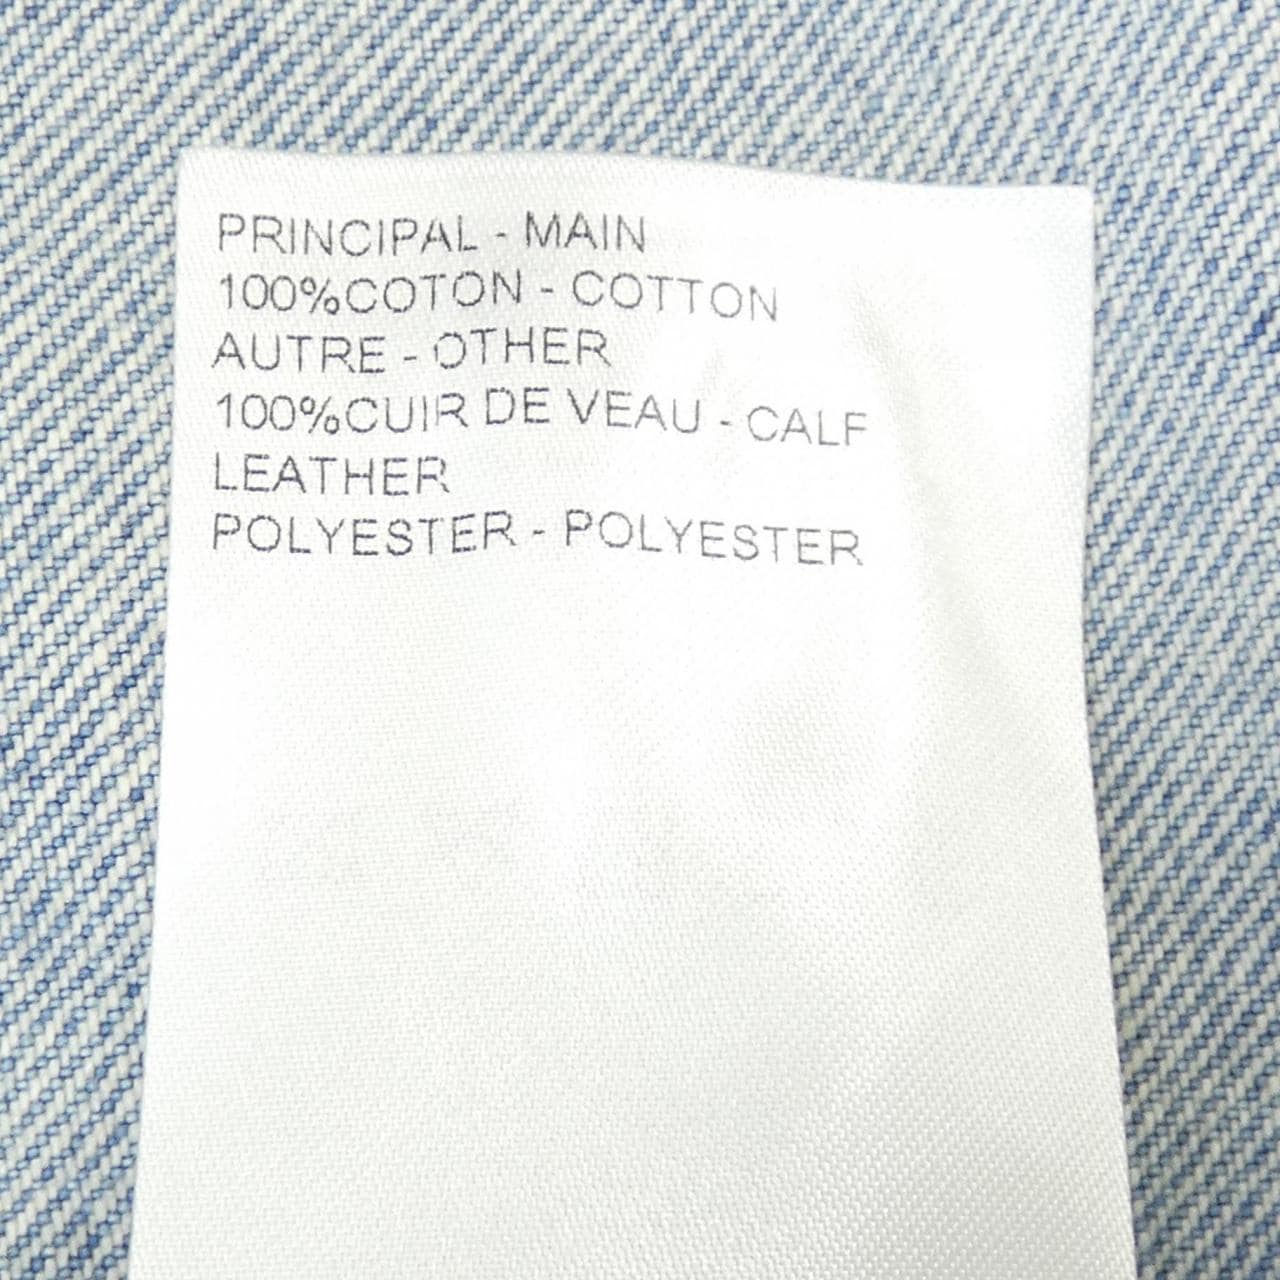 PRINCIPAL - MAIN
100%COTON - COTTON
AUTRE - OTHER
100%CUIR DE VEAU - CALF
LEATHER
POLYESTER - POLYESTER